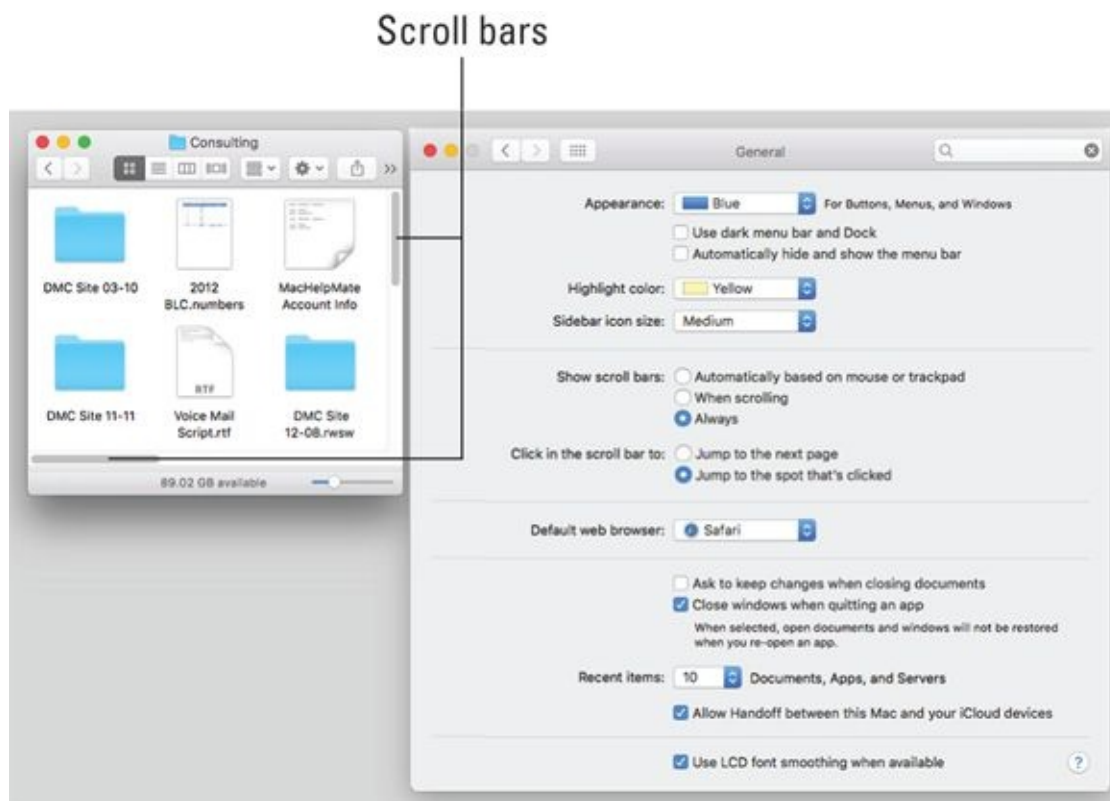 Scroll bars
Consulting
DMC Site 03-10
2012
BLC.numbers
MacHelpMate
Account Info
RTF
DMC Site 11-11
Voice Mail
Script.rtf
DMC Site
12-08.rwsw
89.02 GB available
General
Appearance: Blue For Buttons, Menus, and Windows
Use dark menu bar and Dock
Automatically hide and show the menu bar
Highlight color: Yellow
Sidebar icon size: Medium
Show scroll bars: Automatically based on mouse or trackpad
When scrolling
Always
Click in the scroll bar to: Jump to the next page
Jump to the spot that's clicked
Default web browser: Safari
Ask to keep changes when closing documents
Close windows when quitting an app
When selected, open documents and windows will not be restored
when you re-open an app.
Recent items: 10 Documents, Apps, and Servers
Allow Handoff between this Mac and your iCloud devices
Use LCD font smoothing when available
?